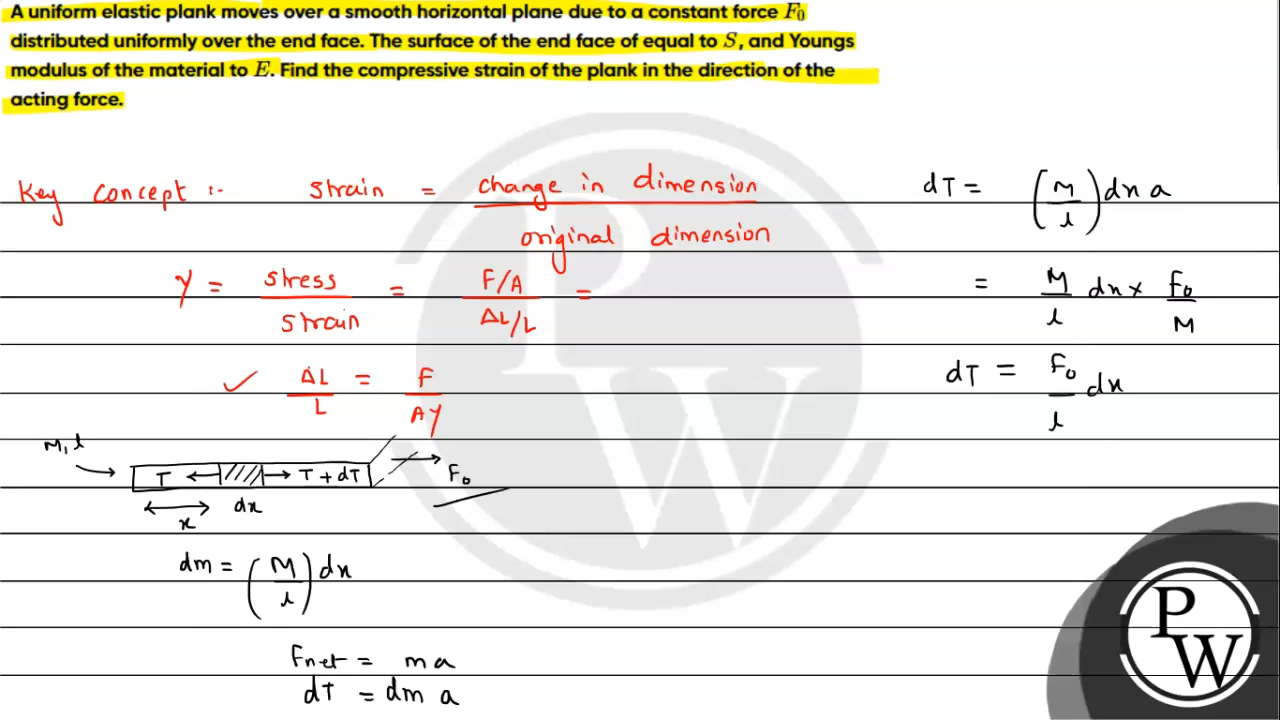 A uniform elastic plank moves over a smooth horizontal plane due to a constant force F₀
distributed uniformly over the end face. The surface of the end face of equal to S, and Youngs
modulus of the material to E. Find the compressive strain of the plank in the direction of the
acting force.
Key concept :- strain = change in dimension / original dimension
Y = stress / strain = F/A / ΔL/L =
✓ ΔL / L = F / AY
M, l
T T + dT F₀
x dx
dm = (M / l) dx
Fnet = ma
dT = dm a
dT = (M / l) dx a
= M / l dx × F₀ / M
dT = F₀ / l dx
P W
P W